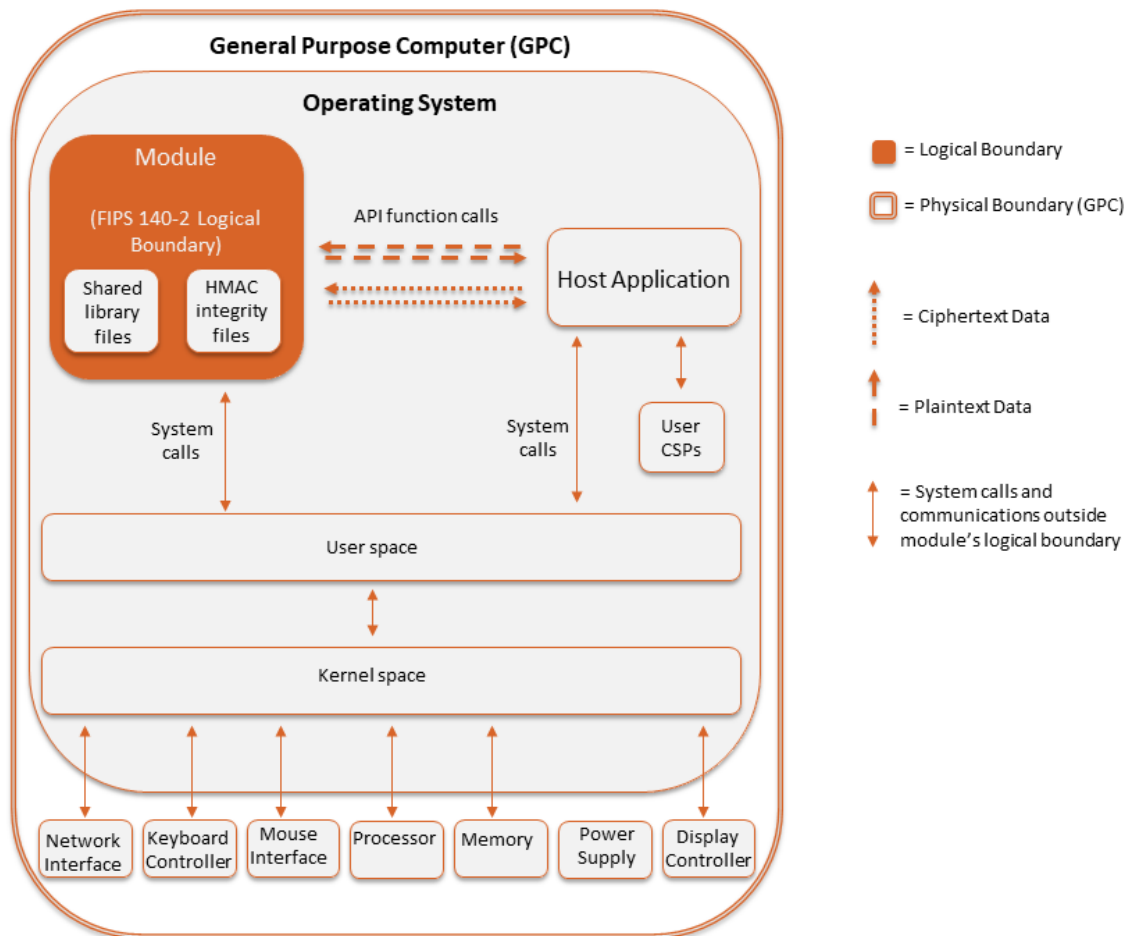 General Purpose Computer (GPC)
Operating System
Module
(FIPS 140-2 Logical
Boundary)
Shared
library
files
HMAC
integrity
files
API function calls
Host Application
System
calls
System
calls
User
CSPs
User space
Kernel space
Network
Interface
Keyboard
Controller
Mouse
Interface
Processor
Memory
Power
Supply
Display
Controller
= Logical Boundary
= Physical Boundary (GPC)
= Ciphertext Data
= Plaintext Data
= System calls and
communications outside
module's logical boundary